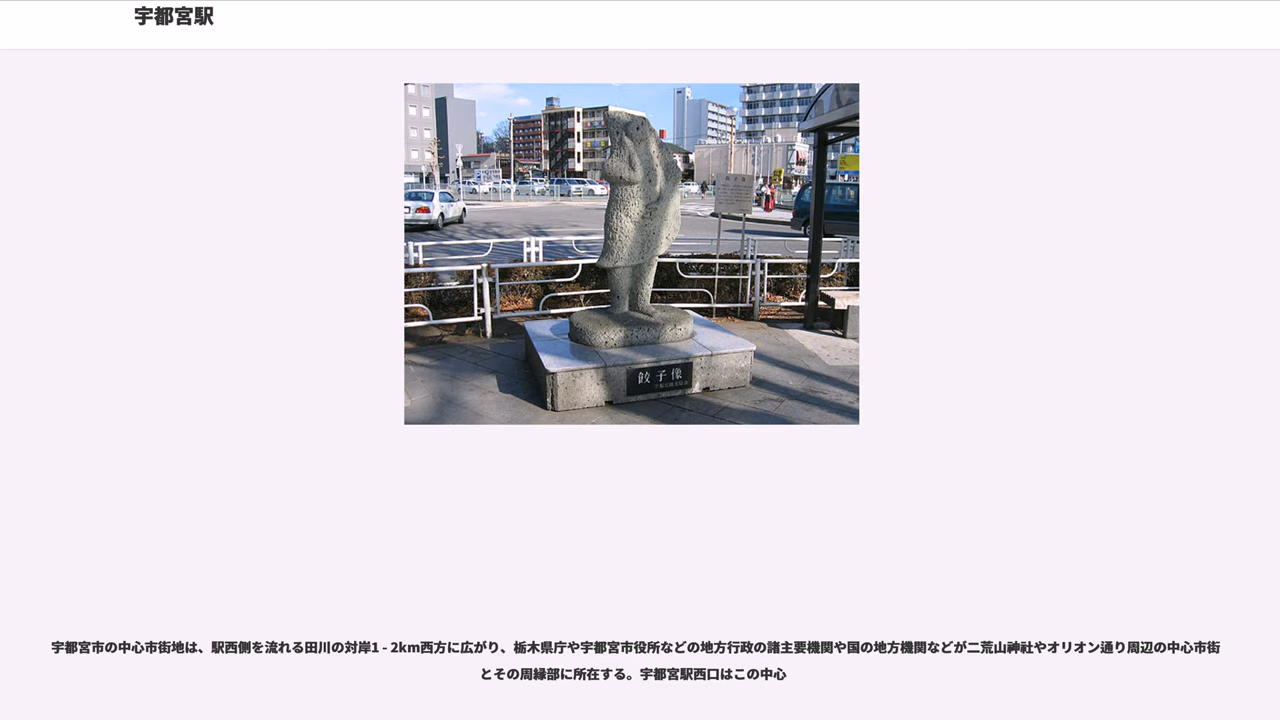 宇都宮駅
餃子像
宇都宮市の中心市街地は、駅西側を流れる田川の対岸1 - 2km西方に広がり、栃木県庁や宇都宮市役所などの地方行政の諸主要機関や国の地方機関などが二荒山神社やオリオン通り周辺の中心市街
とその周縁部に所在する。宇都宮駅西口はこの中心